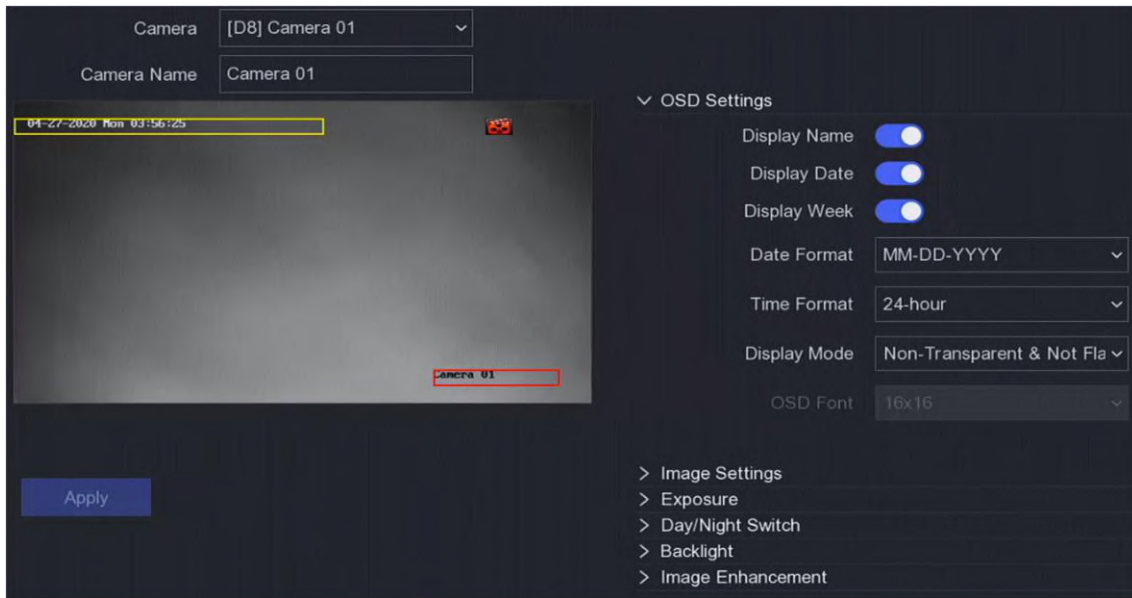 Camera [D8] Camera 01
Camera Name Camera 01
04-27-2020 Mon 03:56:25
Camera 01
Apply
OSD Settings
Display Name
Display Date
Display Week
Date Format MM-DD-YYYY
Time Format 24-hour
Display Mode Non-Transparent & Not Fla
OSD Font 16x16
Image Settings
Exposure
Day/Night Switch
Backlight
Image Enhancement